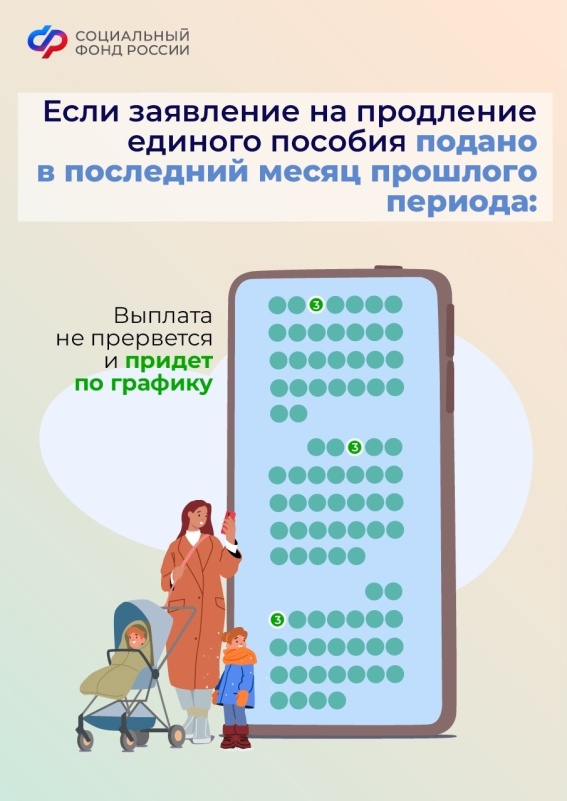 СОЦИАЛЬНЫЙ
ФОНД РОССИИ
Если заявление на продление
единого пособия подано
в последний месяц прошлого
периода:
Выплата
не прервется
и придет
по графику
3
3
3